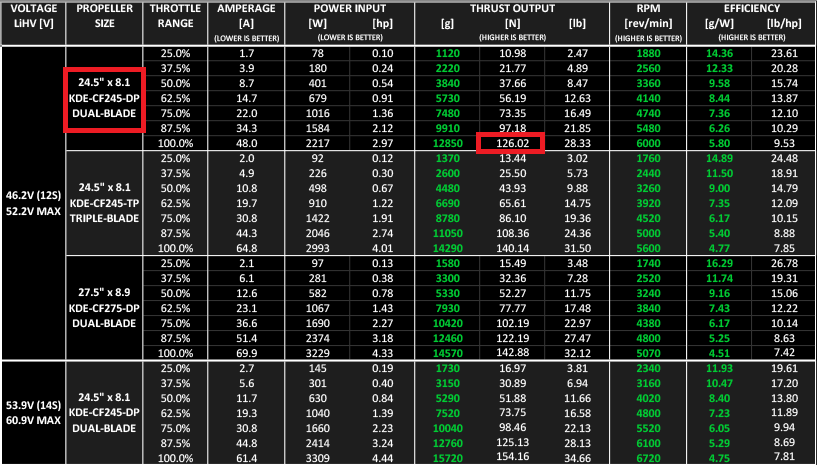 VOLTAGE PROPELLER THROTTLE AMPERAGE POWER INPUT THRUST OUTPUT RPM EFFICIENCY
LiHV [V] SIZE RANGE [A] [W] [hp] [g] [N] [lb] [rev/min] [g/W] [lb/hp]
(LOWER IS BETTER) (LOWER IS BETTER) (HIGHER IS BETTER) (HIGHER IS BETTER) (HIGHER IS BETTER)
46.2V (12S)
52.2V MAX
24.5" x 8.1
KDE-CF245-DP
DUAL-BLADE
25.0% 1.7 78 0.10 1120 10.98 2.47 1880 14.36 23.61
37.5% 3.9 180 0.24 2220 21.77 4.89 2560 12.33 20.28
50.0% 8.7 401 0.54 3840 37.66 8.47 3360 9.58 15.74
62.5% 14.7 679 0.91 5730 56.19 12.63 4140 8.44 13.87
75.0% 22.0 1016 1.36 7480 73.35 16.49 4740 7.36 12.10
87.5% 34.3 1584 2.12 9910 97.18 21.85 5480 6.26 10.29
100.0% 48.0 2217 2.97 12850 126.02 28.33 6000 5.80 9.53
24.5" x 8.1
KDE-CF245-TP
TRIPLE-BLADE
25.0% 2.0 92 0.12 1370 13.44 3.02 1760 14.89 24.48
37.5% 4.9 226 0.30 2600 25.50 5.73 2440 11.50 18.91
50.0% 10.8 498 0.67 4480 43.93 9.88 3260 9.00 14.79
62.5% 19.7 910 1.22 6690 65.61 14.75 3920 7.35 12.09
75.0% 30.8 1422 1.91 8780 86.10 19.36 4520 6.17 10.15
87.5% 44.3 2046 2.74 11050 108.36 24.36 5000 5.40 8.88
100.0% 64.8 2993 4.01 14290 140.14 31.50 5600 4.77 7.85
27.5" x 8.9
KDE-CF275-DP
DUAL-BLADE
25.0% 2.1 97 0.13 1580 15.49 3.48 1740 16.29 26.78
37.5% 6.1 281 0.38 3300 32.36 7.28 2520 11.74 19.31
50.0% 12.6 582 0.78 5330 52.27 11.75 3240 9.16 15.06
62.5% 23.1 1067 1.43 7930 77.77 17.48 3840 7.43 12.22
75.0% 36.6 1690 2.27 10420 102.19 22.97 4380 6.17 10.14
87.5% 51.4 2374 3.18 12460 122.19 27.47 4800 5.25 8.63
100.0% 69.9 3229 4.33 14570 142.88 32.12 5070 4.51 7.42
53.9V (14S)
60.9V MAX
24.5" x 8.1
KDE-CF245-DP
DUAL-BLADE
25.0% 2.7 145 0.19 1730 16.97 3.81 2340 11.93 19.61
37.5% 5.6 301 0.40 3150 30.89 6.94 3160 10.47 17.20
50.0% 11.7 630 0.84 5290 51.88 11.66 4020 8.40 13.80
62.5% 19.3 1040 1.39 7520 73.75 16.58 4800 7.23 11.89
75.0% 30.8 1660 2.23 10040 98.46 22.13 5520 6.05 9.94
87.5% 44.8 2414 3.24 12760 125.13 28.13 6100 5.29 8.69
100.0% 61.4 3309 4.44 15720 154.16 34.66 6720 4.75 7.81